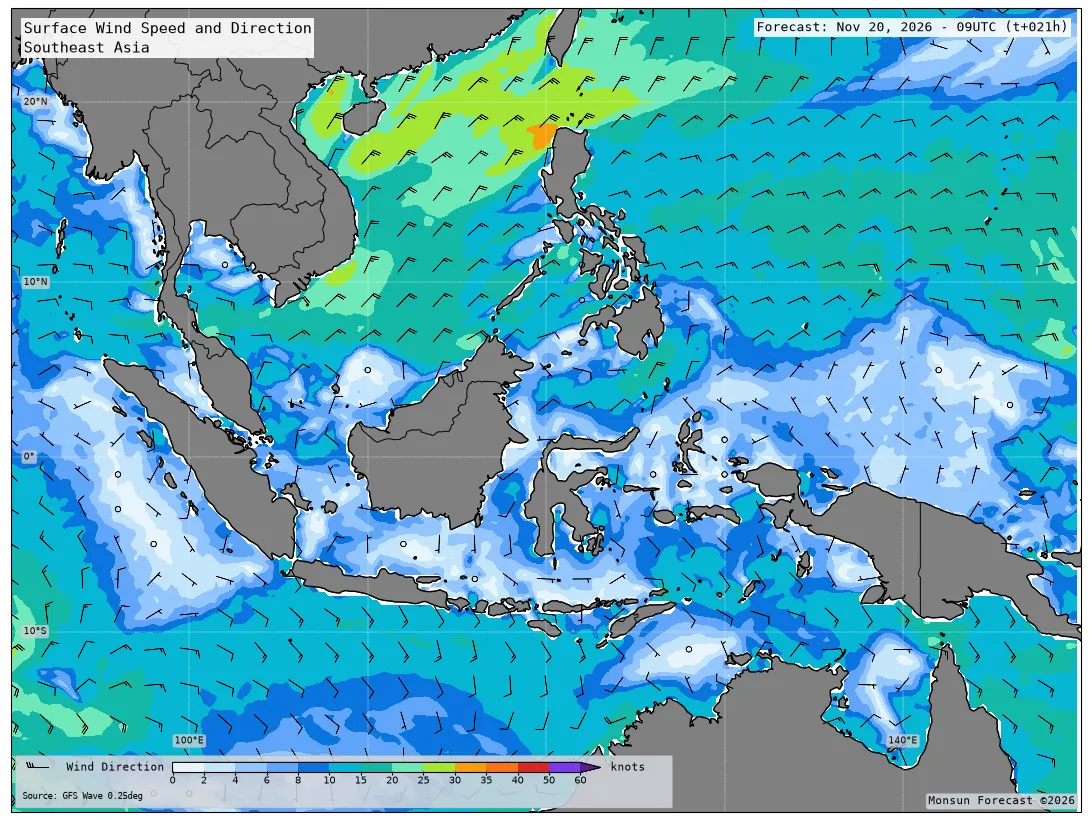 Surface Wind Speed and Direction
Southeast Asia
Forecast: Nov 20, 2026 - 09UTC (t+021h)
20°N
10°N
0°
10°S
100°E
140°E
Wind Direction
0 2 4 6 8 10 15 20 25 30 35 40 50 60
knots
Source: GFS Wave 0.25deg
Monsun Forecast ©2026